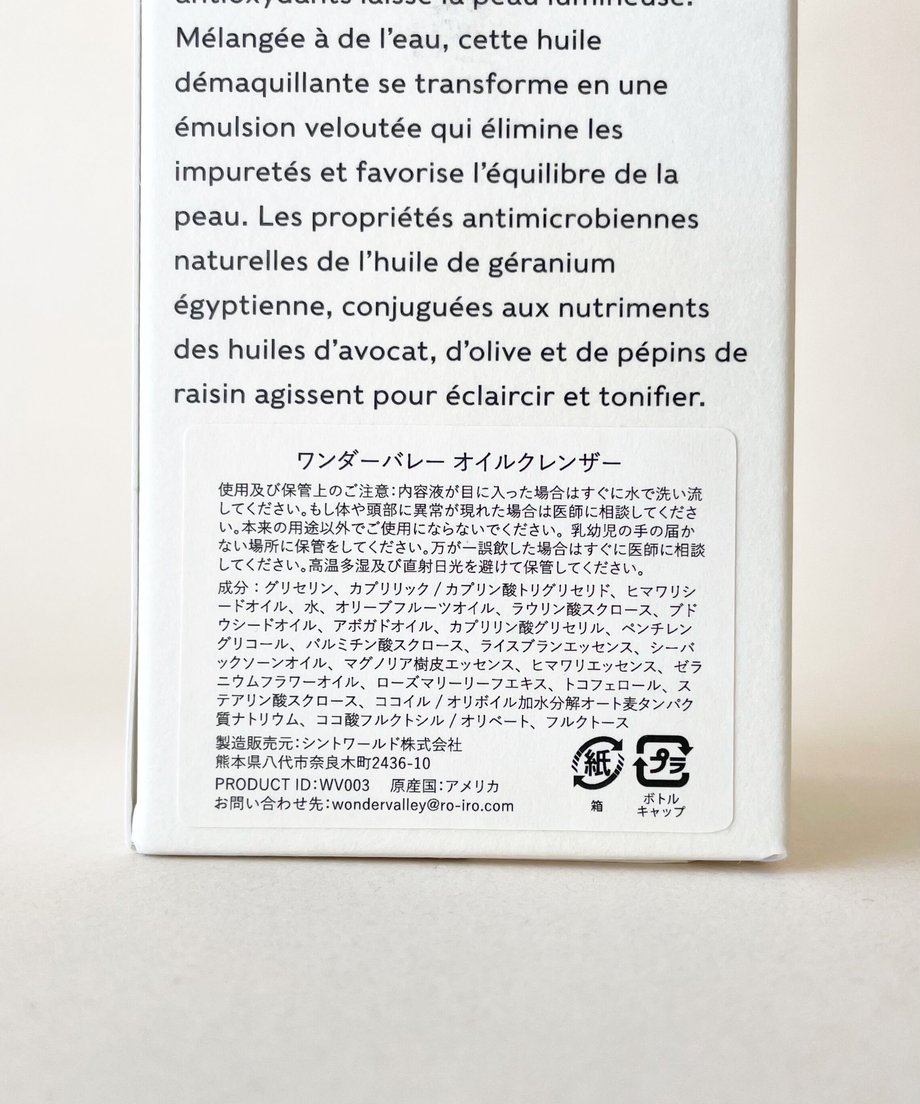 antioxydants laisse la peau lumineuse.
Mélangée à de l’eau, cette huile
démaquillante se transforme en une
émulsion veloutée qui élimine les
impuretés et favorise l’équilibre de la
peau. Les propriétés antimicrobiennes
naturelles de l’huile de géranium
égyptienne, conjuguées aux nutriments
des huiles d’avocat, d’olive et de pépins de
raisin agissent pour éclaircir et tonifier.
ワンダーバレー オイルクレンザー
使用及び保管上のご注意：内容液が目に入った場合はすぐに水で洗い流
してください。もし体や頭部に異常が現れた場合は医師に相談してくださ
い。本来の用途以外でご使用にならないでください。 乳幼児の手の届か
ない場所に保管をしてください。万が一誤飲した場合はすぐに医師に相談
してください。高温多湿及び直射日光を避けて保管してください。
成分：グリセリン、カプリリック / カプリン酸トリグリセリド、ヒマワリシ
ードオイル、水、オリーブフルーツオイル、ラウリン酸スクロース、ブド
ウシードオイル、アボガドオイル、カプリリン酸グリセリル、ペンチレン
グリコール、パルミチン酸スクロース、ライスブランエッセンス、シーバ
ックソーンオイル、マグノリア樹皮エッセンス、ヒマワリエッセンス、ゼラ
ニウムフラワーオイル、ローズマリーリーフエキス、トコフェロール、ス
テアリン酸スクロース、ココイル / オリボイル加水分解オート麦タンパク
質ナトリウム、ココ酸フルクトシル / オリベート、フルクトース
製造販売元：シントワールド株式会社
熊本県八代市奈良木町2436-10
PRODUCT ID：WV003 原産国：アメリカ
お問い合わせ先：wondervalley@ro-iro.com
紙
箱
プラ
ボトル
キャップ